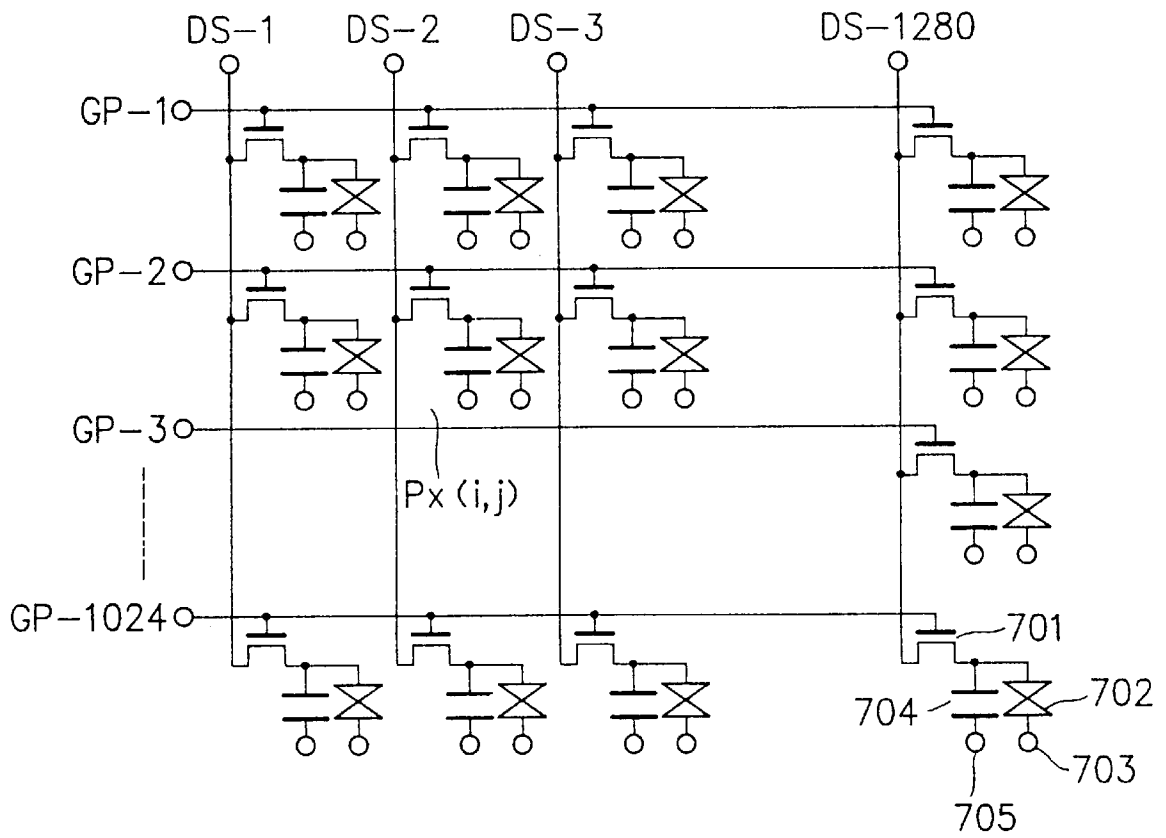 DS-1 DS-2 DS-3 DS-1280
GP-1
GP-2
GP-3
Px (i,j)
GP-1024
701
704
702
703
705